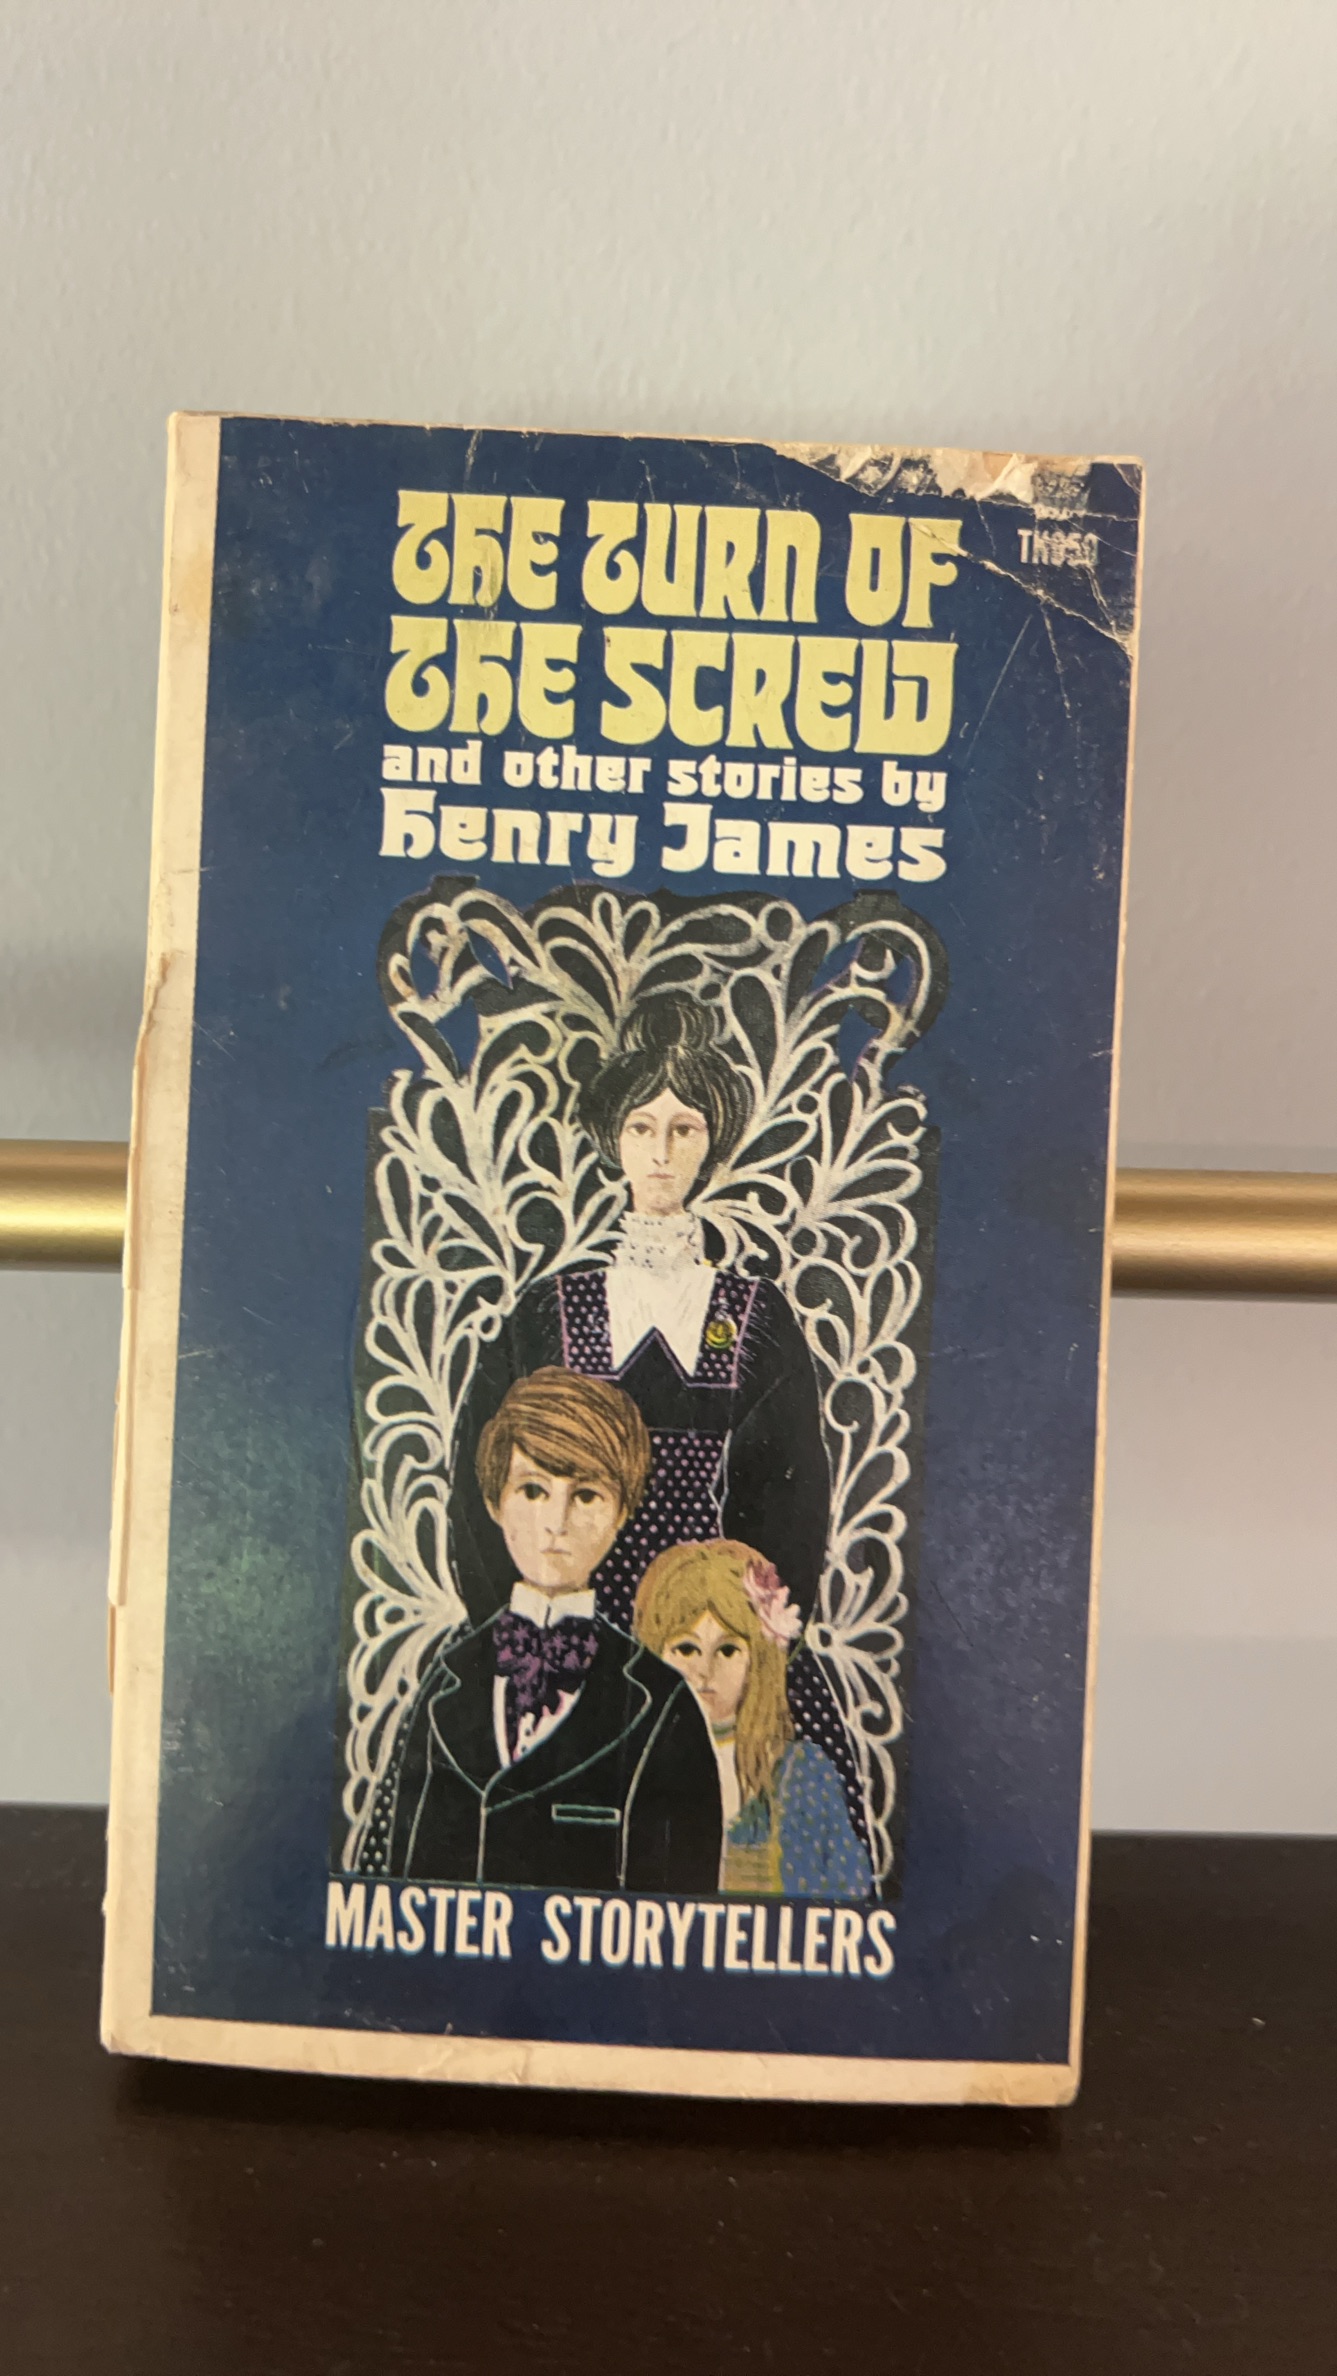 THE TURN OF
THE SCREW
and other stories by
Henry James
MASTER STORYTELLERS